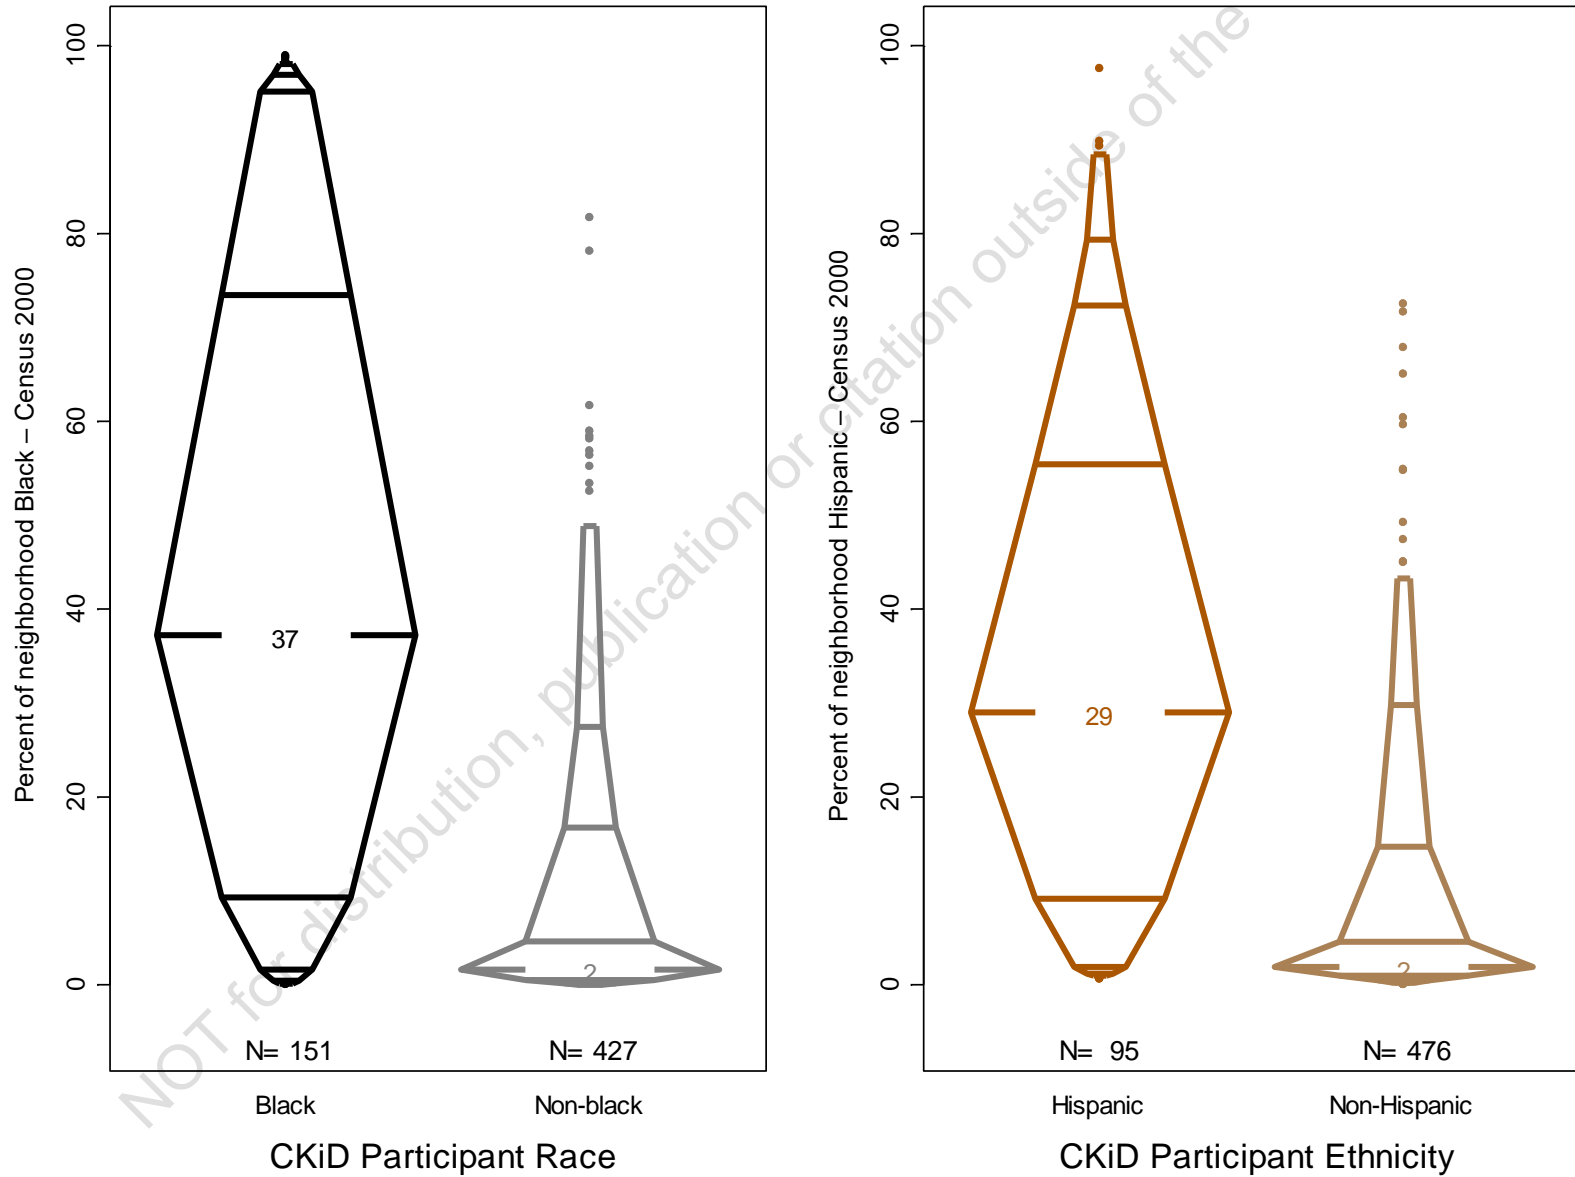 Percent of neighborhood Black – Census 2000
100
80
60
40
20
0
37
2
N= 151
N= 427
Black
Non-black
CKiD Participant Race
Percent of neighborhood Hispanic – Census 2000
100
80
60
40
20
0
29
2
N= 95
N= 476
Hispanic
Non-Hispanic
CKiD Participant Ethnicity
NOT for distribution, publication or citation outside of the